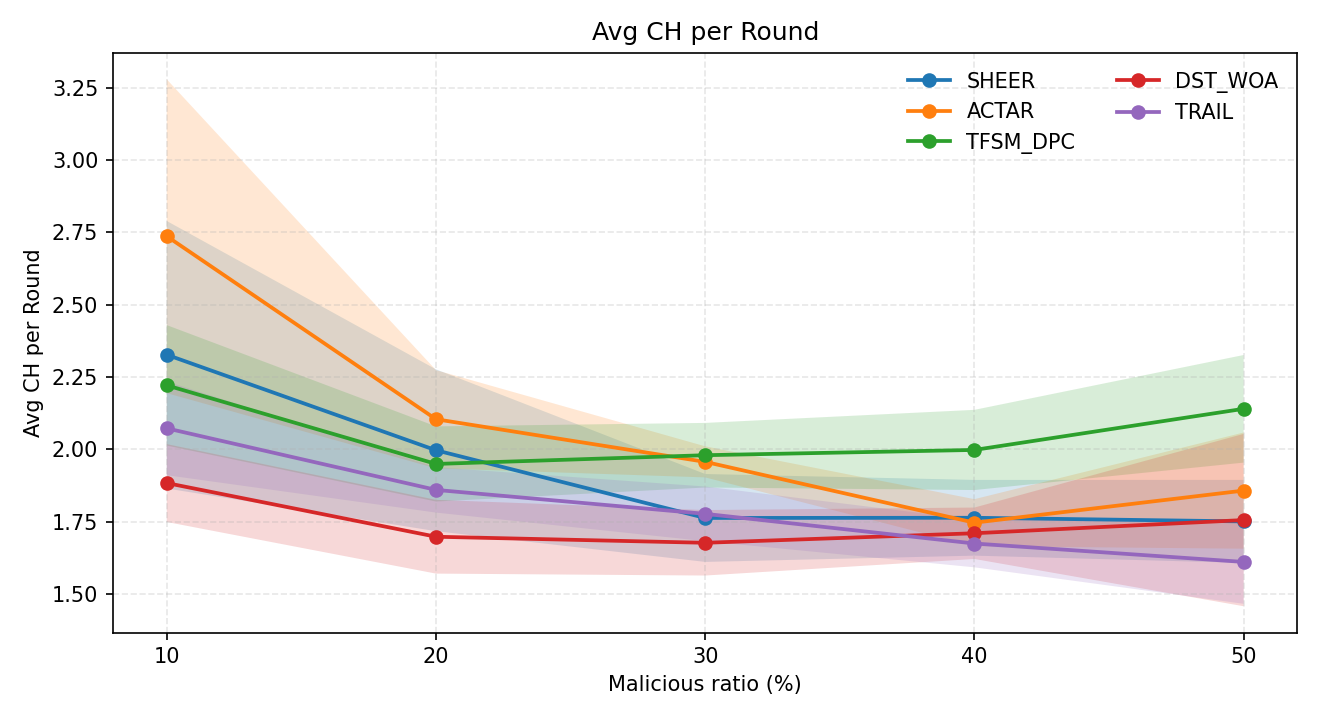 Avg CH per Round
SHEER
ACTAR
TFSM_DPC
DST_WOA
TRAIL
Avg CH per Round
3.25
3.00
2.75
2.50
2.25
2.00
1.75
1.50
10 20 30 40 50
Malicious ratio (%)